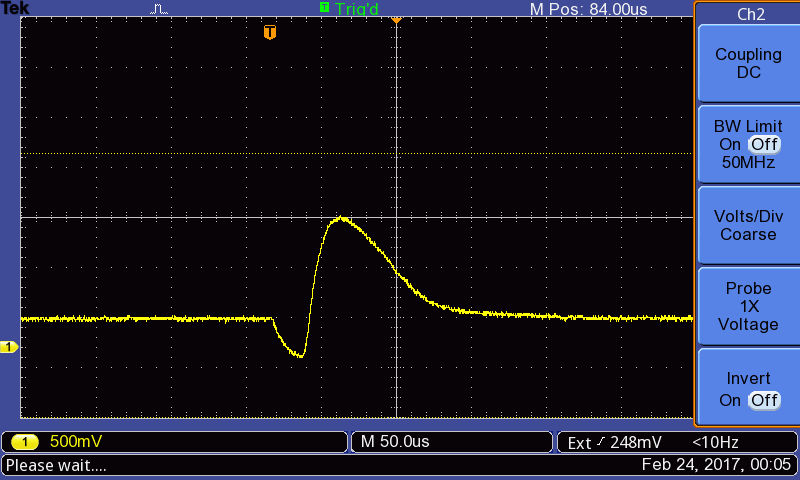 Tek
T Trig'd
M Pos: 84.00us
Ch2
T
Coupling
DC
BW Limit
On Off
50MHz
Volts/Div
Coarse
Probe
1X
Voltage
1
Invert
On Off
1 500mV
M 50.0us
Ext 248mV <10Hz
Please wait....
Feb 24, 2017, 00:05